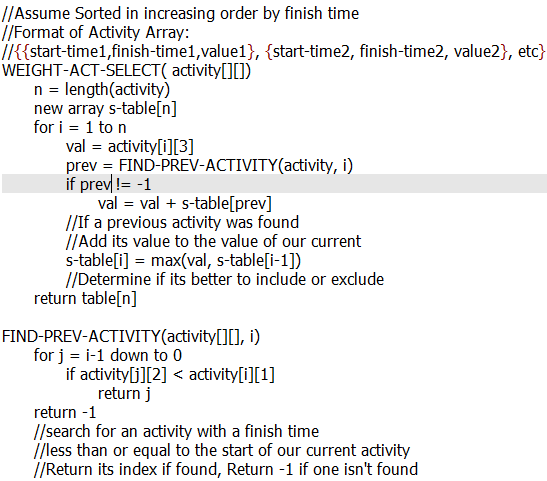 //Assume Sorted in increasing order by finish time
//Format of Activity Array:
//{{start-time1,finish-time1,value1}, {start-time2, finish-time2, value2}, etc}
WEIGHT-ACT-SELECT( activity[][])
n = length(activity)
new array s-table[n]
for i = 1 to n
val = activity[i][3]
prev = FIND-PREV-ACTIVITY(activity, i)
if prev != -1
val = val + s-table[prev]
//If a previous activity was found
//Add its value to the value of our current
s-table[i] = max(val, s-table[i-1])
//Determine if its better to include or exclude
return table[n]
FIND-PREV-ACTIVITY(activity[][], i)
for j = i-1 down to 0
if activity[j][2] < activity[i][1]
return j
return -1
//search for an activity with a finish time
//less than or equal to the start of our current activity
//Return its index if found, Return -1 if one isn't found